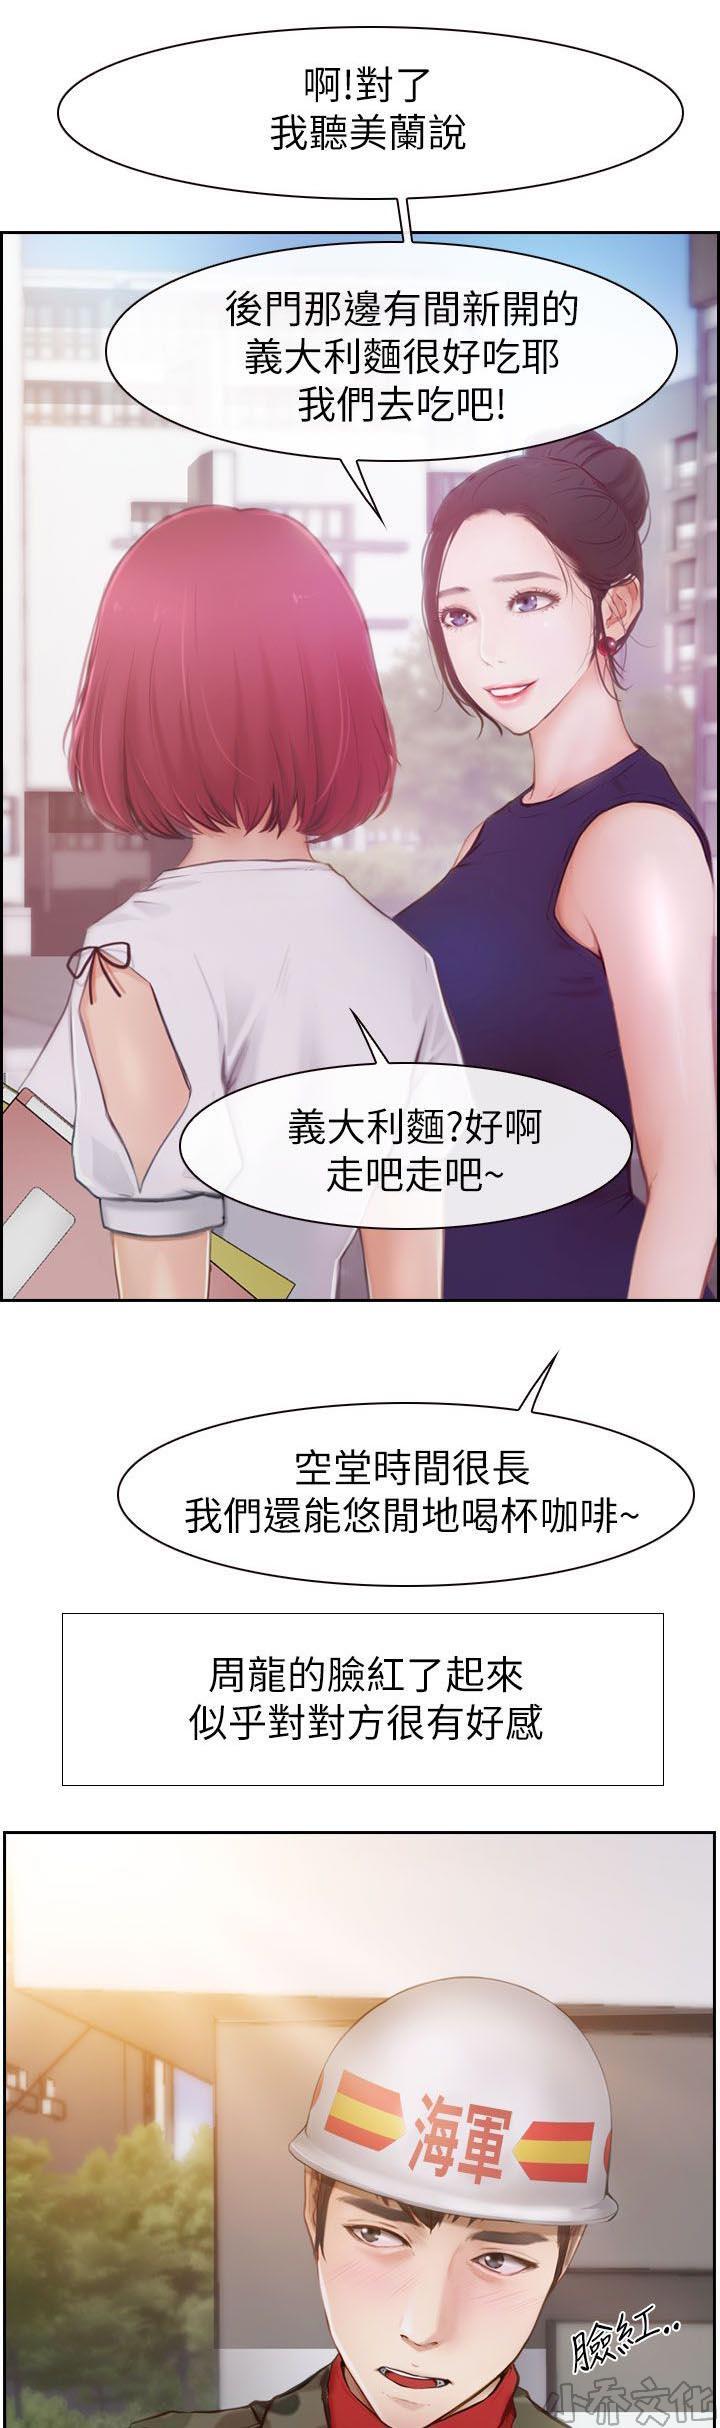 啊!對了
我聽美蘭說
後門那邊有間新開的
義大利麵很好吃耶
我們去吃吧!
義大利麵?好啊
走吧走吧~
空堂時間很長
我們還能悠閒地喝杯咖啡~
周龍的臉紅了起來
似乎對對方很有好感
海軍
臉紅..
小乔文化